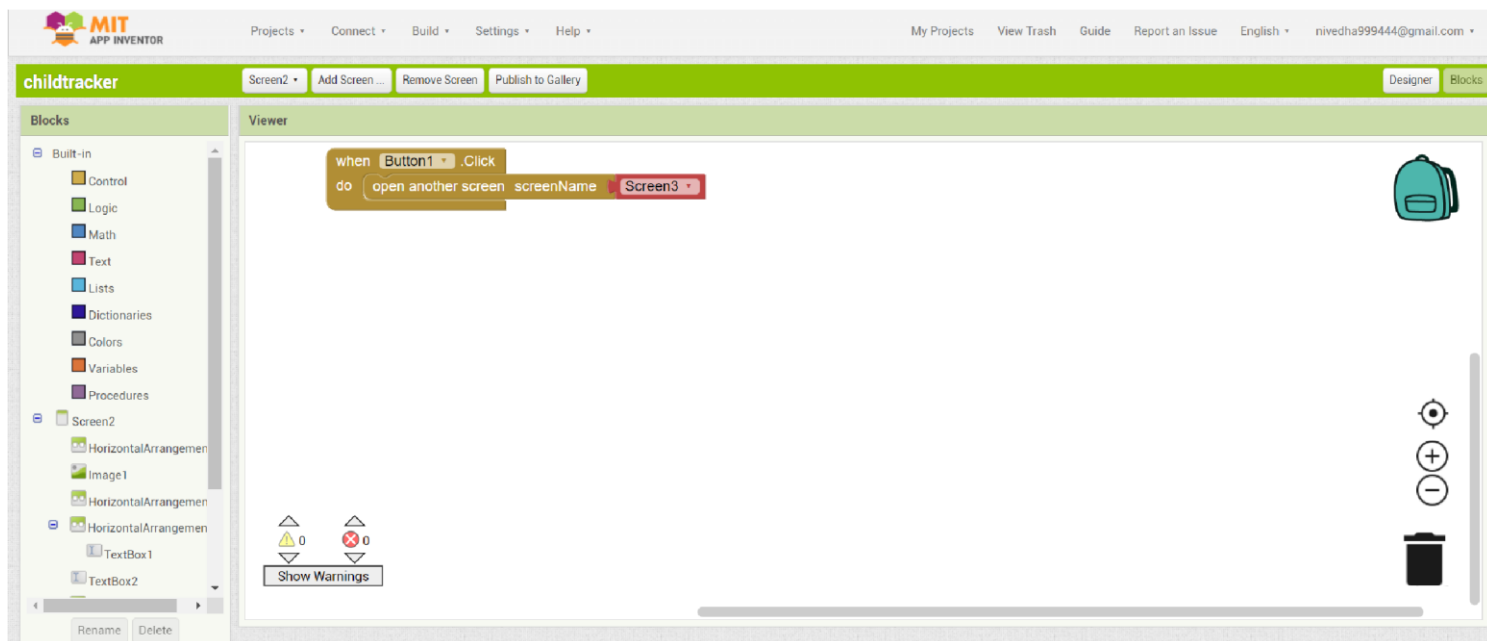 MIT
APP INVENTOR
Projects Connect Build Settings Help My Projects View Trash Guide Report an Issue English nivedha999444@gmail.com
childtracker Screen2 Add Screen ... Remove Screen Publish to Gallery Designer Blocks
Blocks
Viewer
Built-in
Control
Logic
Math
Text
Lists
Dictionaries
Colors
Variables
Procedures
Screen2
HorizontalArrangemen
Image1
HorizontalArrangemen
HorizontalArrangemen
TextBox1
TextBox2
Rename Delete
when Button1 .Click
do open another screen screenName Screen3
0 0
Show Warnings